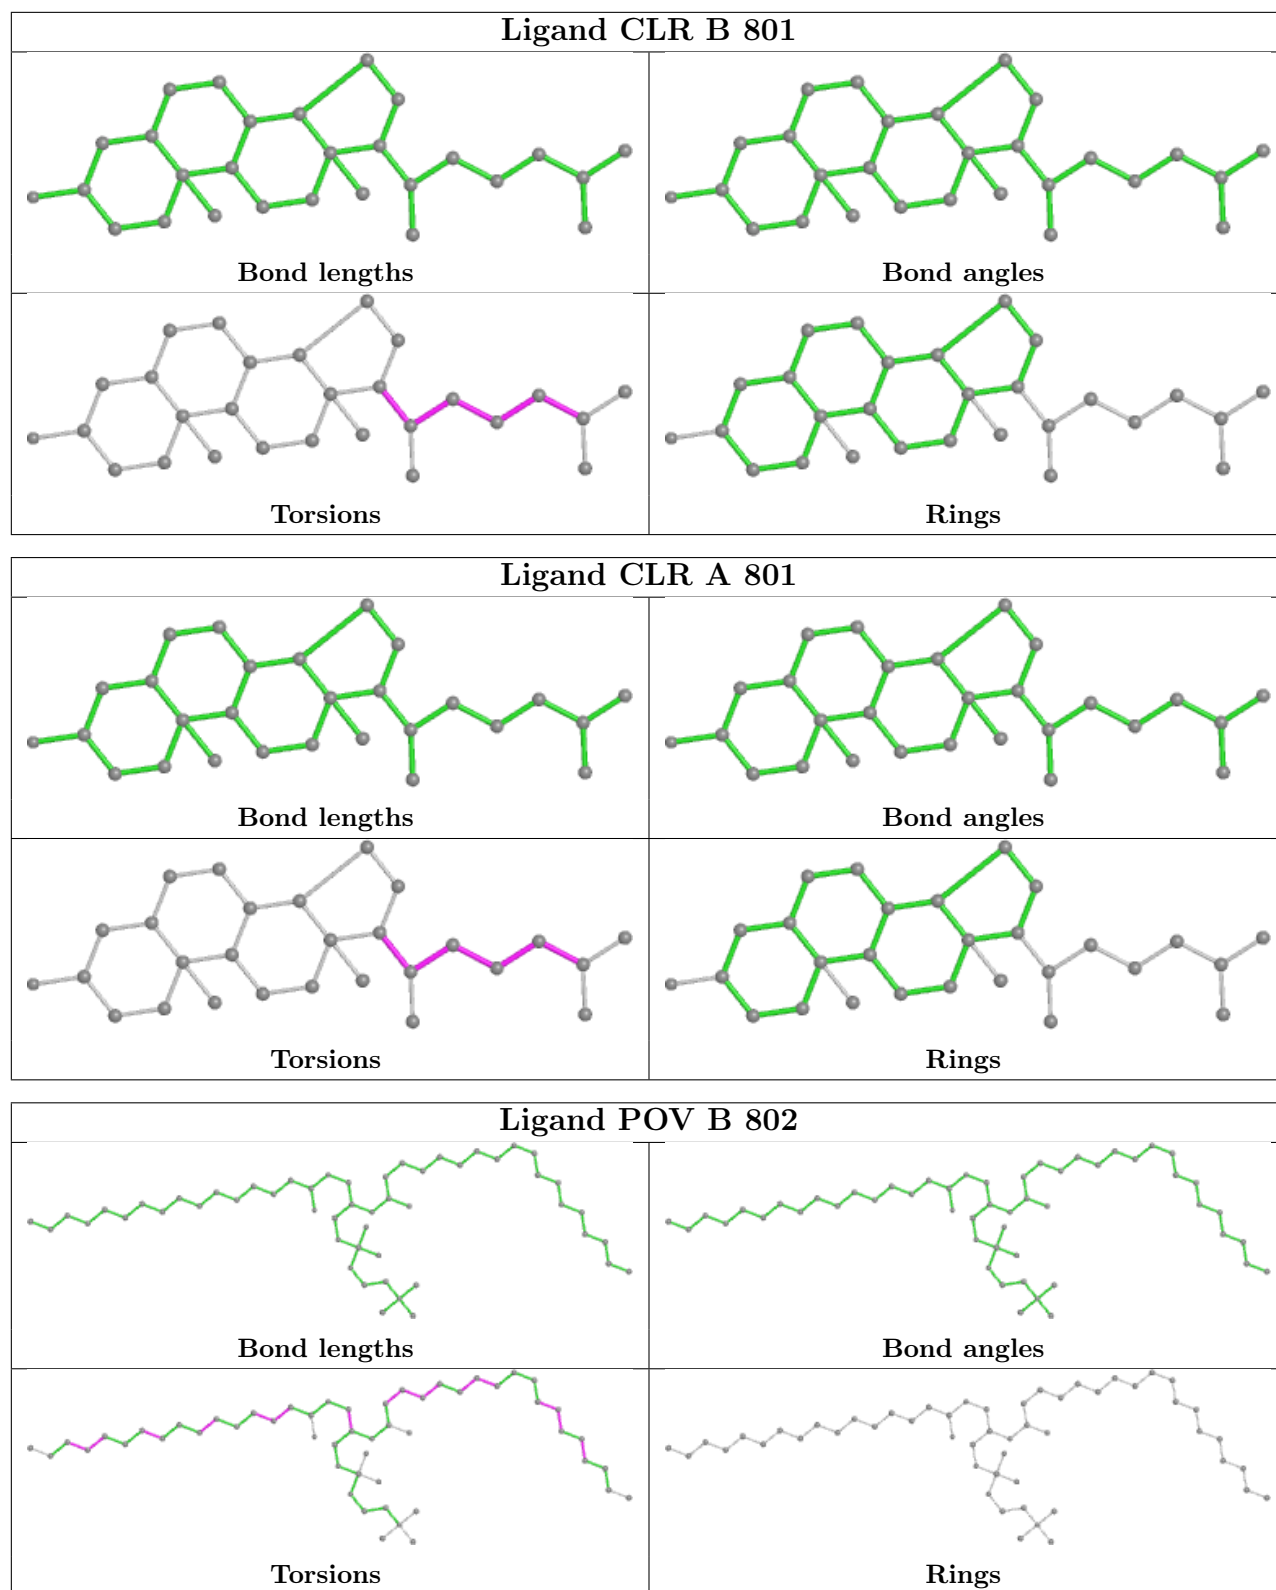 Ligand CLR B 801
Bond lengths
Bond angles
Torsions
Rings
Ligand CLR A 801
Bond lengths
Bond angles
Torsions
Rings
Ligand POV B 802
Bond lengths
Bond angles
Torsions
Rings